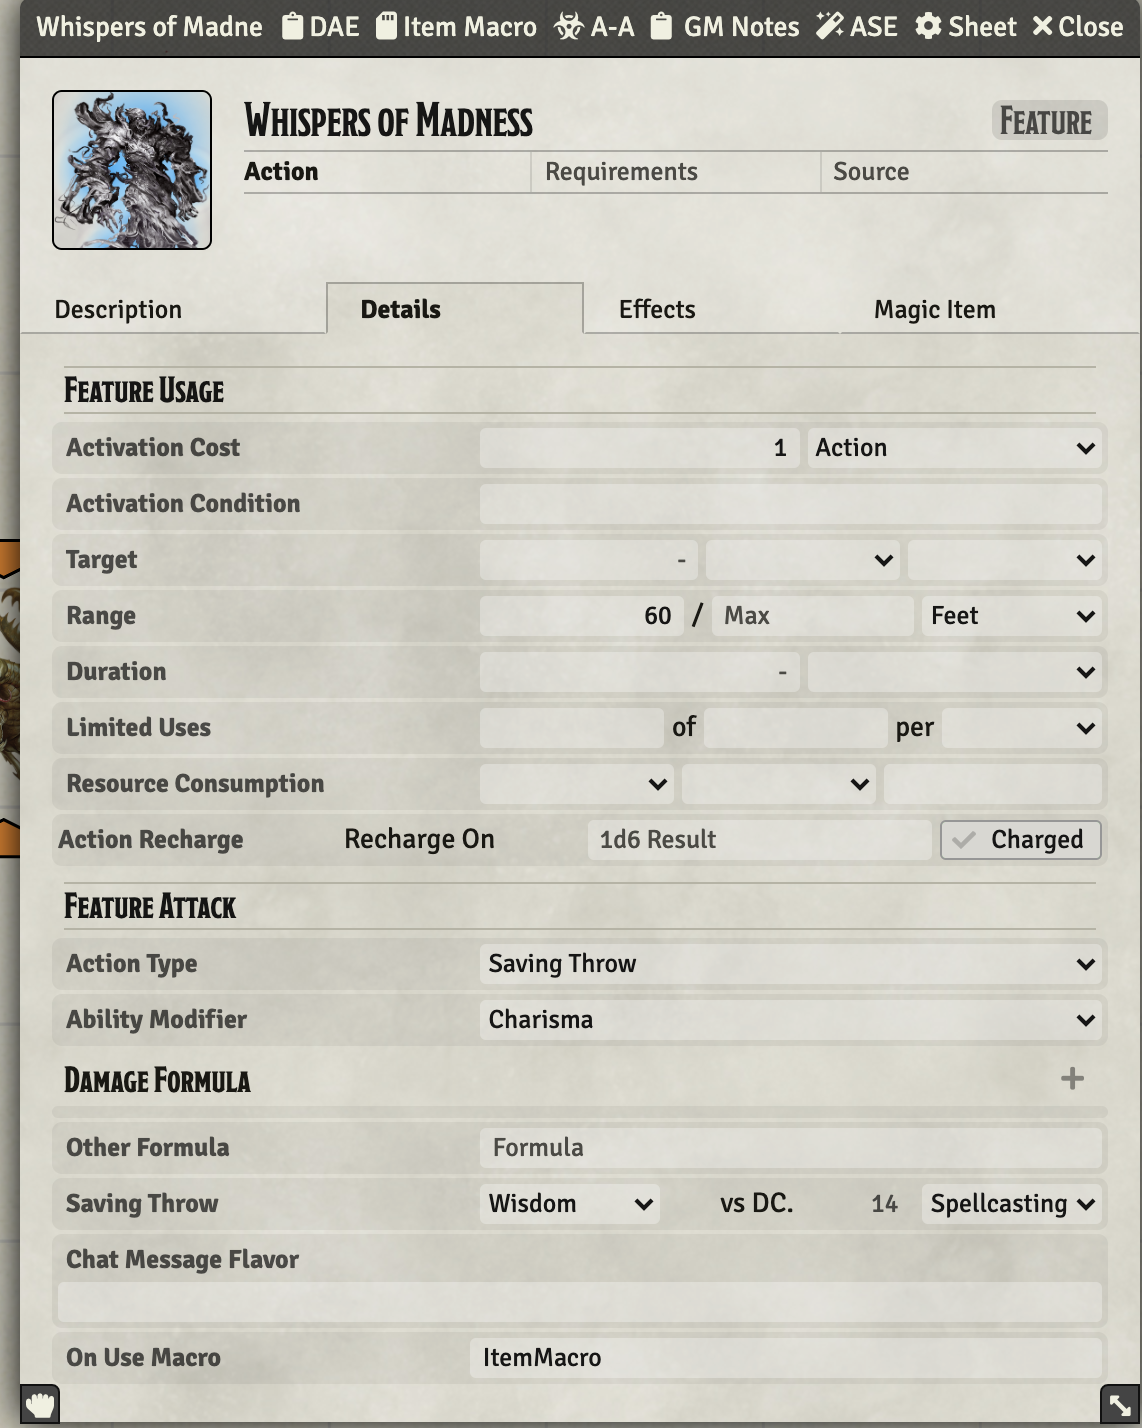 Whispers of Madne DAE Item Macro A-A GM Notes ASE Sheet Close
Whispers of Madness Feature
Action Requirements Source
Description Details Effects Magic Item
Feature Usage
Activation Cost 1 Action
Activation Condition
Target -
Range 60 / Max Feet
Duration -
Limited Uses of per
Resource Consumption
Action Recharge Recharge On 1d6 Result Charged
Feature Attack
Action Type Saving Throw
Ability Modifier Charisma
Damage Formula
Other Formula Formula
Saving Throw Wisdom vs DC. 14 Spellcasting
Chat Message Flavor
On Use Macro ItemMacro